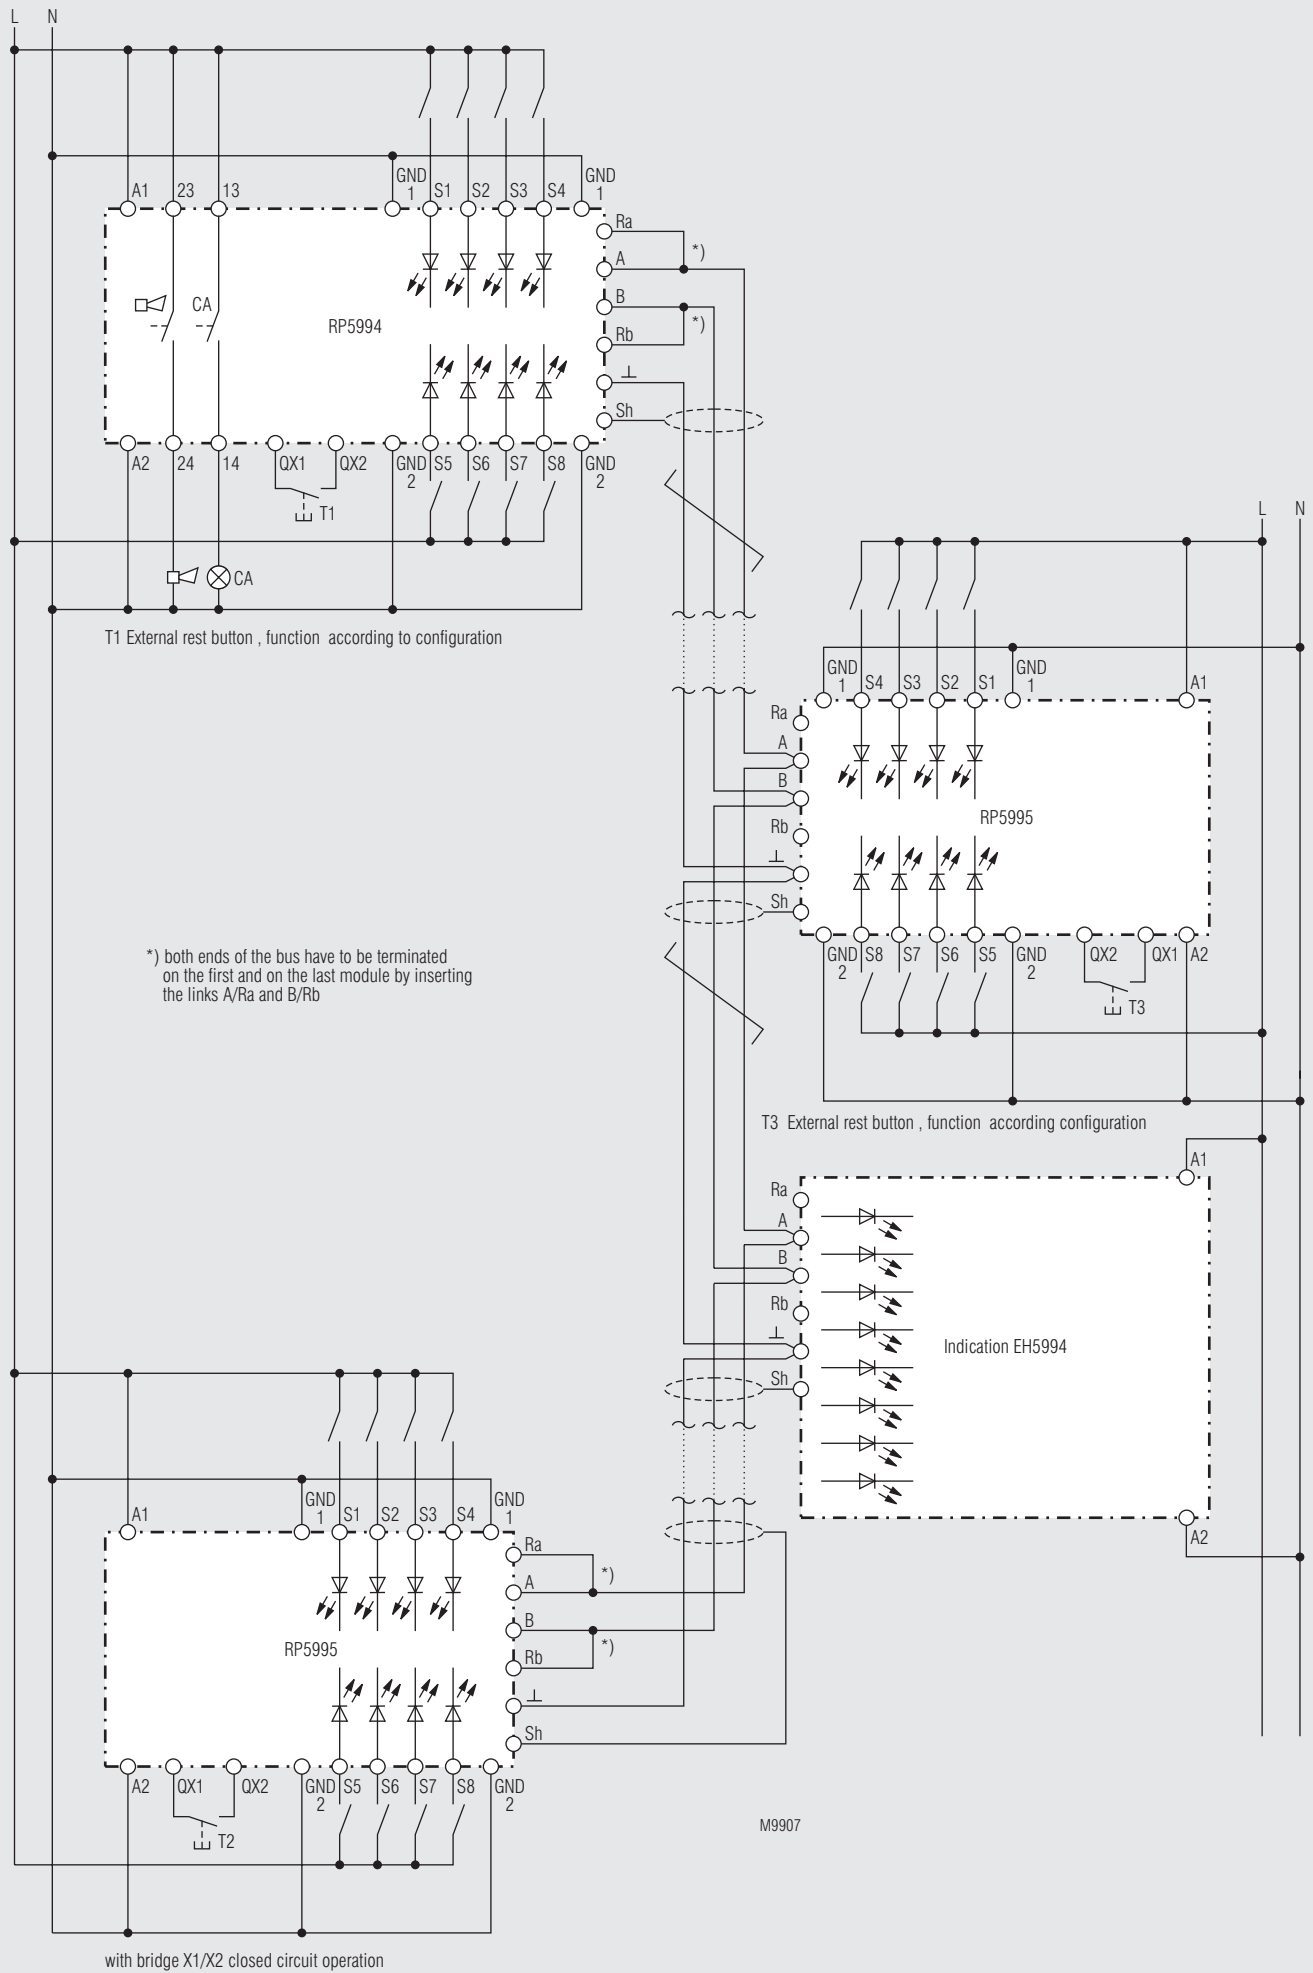 L N
GND 1 S1 S2 S3 S4 GND 1
A1 23 13
Ra
A *)
B
Rb *)
⊥
Sh
CA
RP5994
A2 24 14 QX1 QX2 GND 2 S5 S6 S7 S8 GND 2
T1
CA
T1 External rest button , function according to configuration
L N
GND 1 S4 S3 S2 S1 GND 1 A1
Ra
A
B
Rb
⊥
Sh
RP5995
GND 2 S8 S7 S6 S5 GND 2 QX2 QX1 A2
T3
*) both ends of the bus have to be terminated
on the first and on the last module by inserting
the links A/Ra and B/Rb
T3 External rest button , function according configuration
A1
Ra
A
B
Rb
⊥
Sh
Indication EH5994
A2
A1 GND 1 S1 S2 S3 S4 GND 1
Ra
A *)
B
Rb *)
⊥
Sh
RP5995
A2 QX1 QX2 GND 2 S5 S6 S7 S8 GND 2
T2
M9907
with bridge X1/X2 closed circuit operation